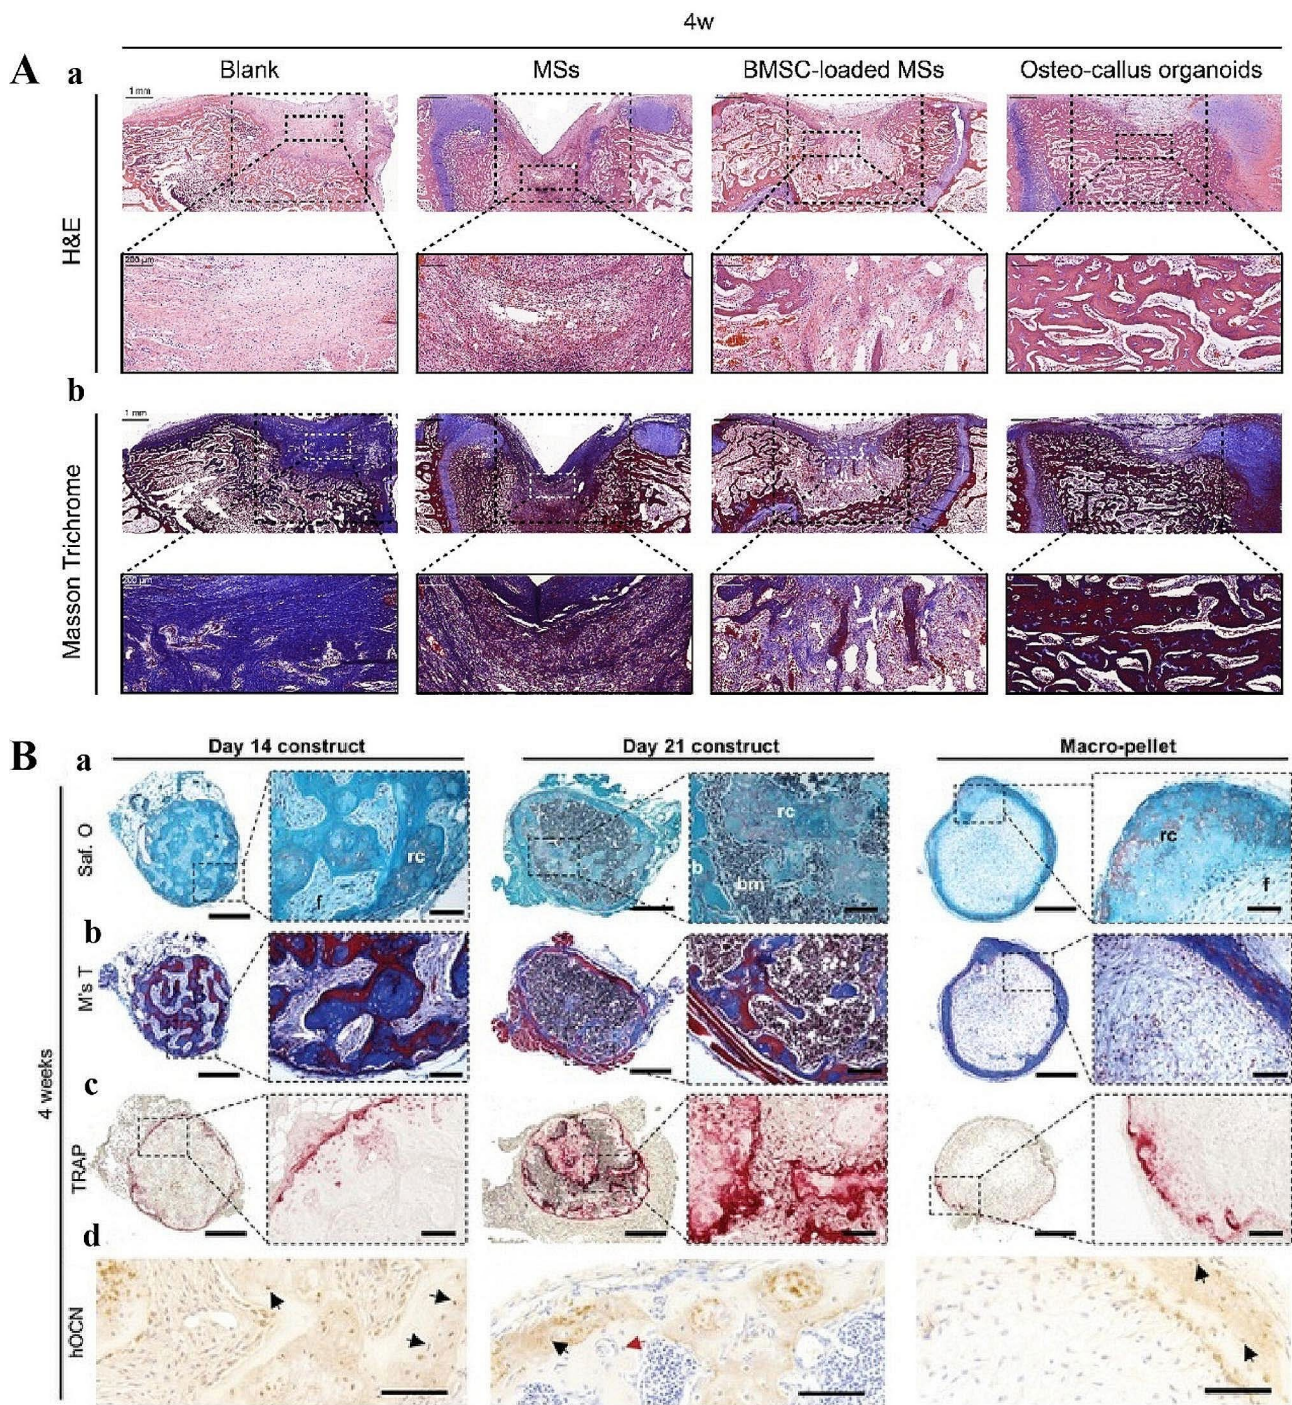 4w
A
a
Blank
MSs
BMSC-loaded MSs
Osteo-callus organoids
1 mm
H&E
200 µm
b
1 mm
Masson Trichrome
200 µm
B
Day 14 construct
Day 21 construct
Macro-pellet
a
4 weeks
Saf. O
rc
f
rc
b
bm
rc
f
b
M's T
c
TRAP
d
hOCN